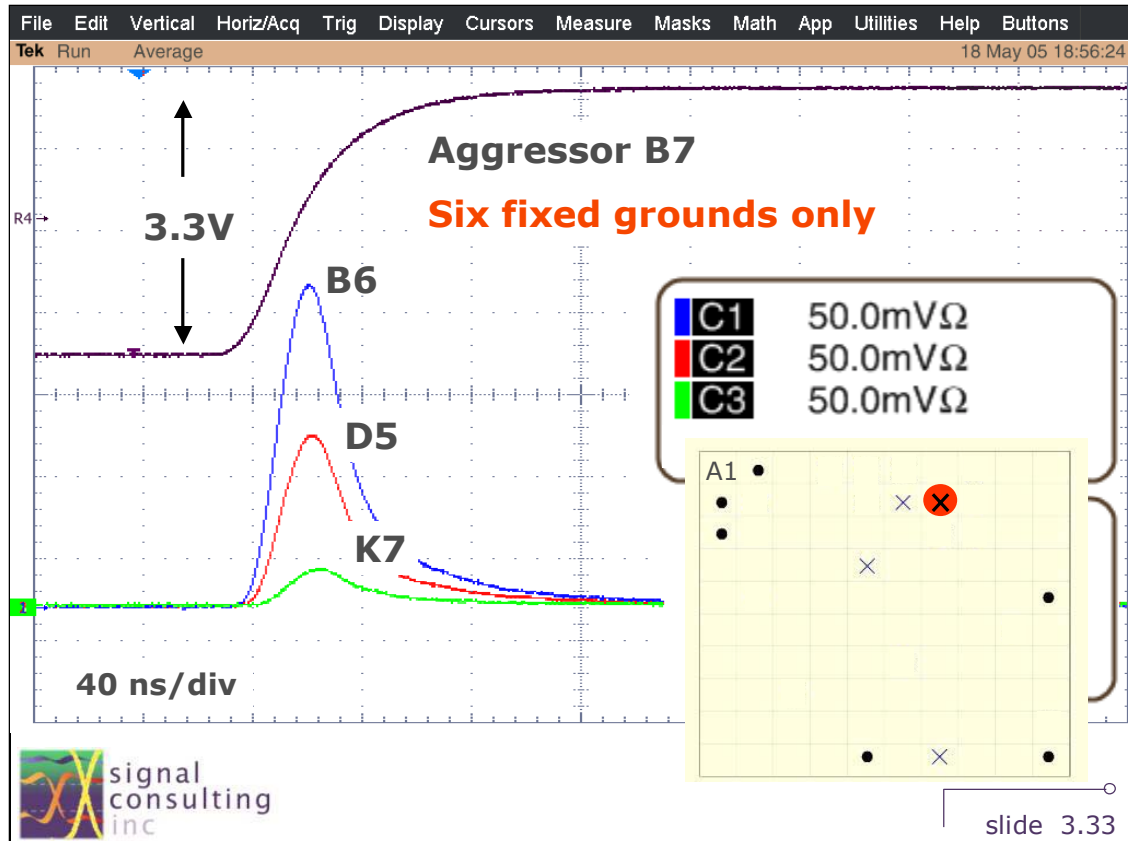 File Edit Vertical Horiz/Acq Trig Display Cursors Measure Masks Math App Utilities Help Buttons
Tek Run Average 18 May 05 18:56:24
Aggressor B7
R4
3.3V
Six fixed grounds only
B6
C1 50.0mVΩ
C2 50.0mVΩ
C3 50.0mVΩ
D5
A1
K7
40 ns/div
signal
consulting
inc
slide 3.33